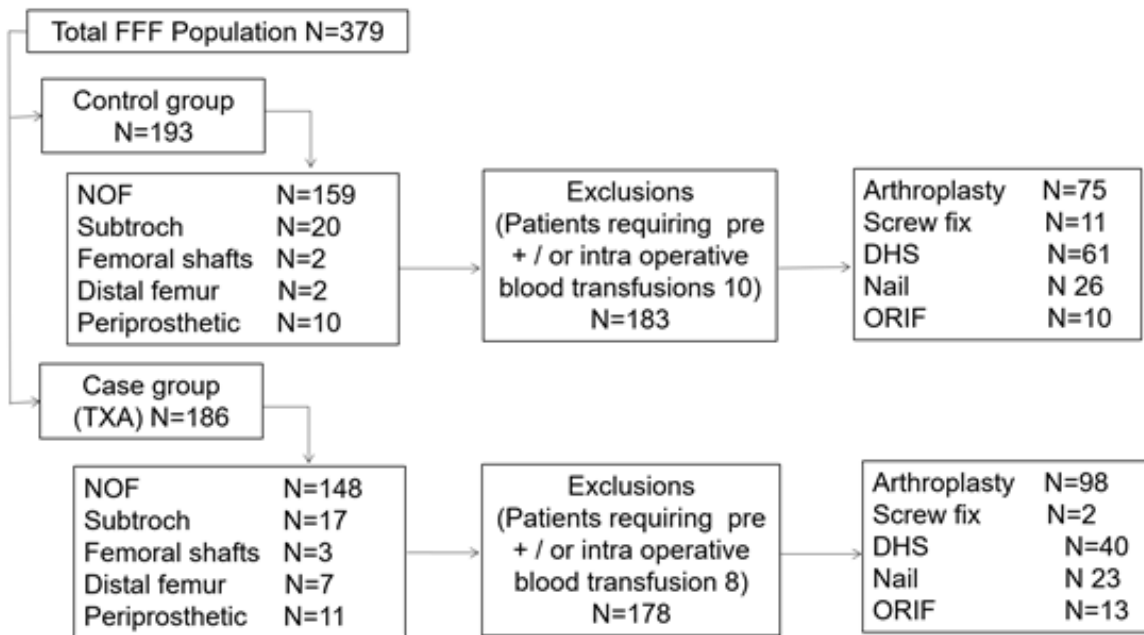 Total FFF Population N=379
Control group
N=193
NOF N=159
Subtroch N=20
Femoral shafts N=2
Distal femur N=2
Periprosthetic N=10
Exclusions
(Patients requiring pre
+ / or intra operative
blood transfusions 10)
N=183
Arthroplasty N=75
Screw fix N=11
DHS N=61
Nail N 26
ORIF N=10
Case group
(TXA) N=186
NOF N=148
Subtroch N=17
Femoral shafts N=3
Distal femur N=7
Periprosthetic N=11
Exclusions
(Patients requiring pre
+ / or intra operative
blood transfusion 8)
N=178
Arthroplasty N=98
Screw fix N=2
DHS N=40
Nail N 23
ORIF N=13